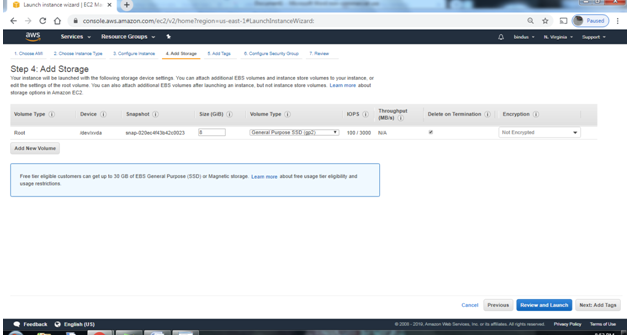 Launch instance wizard | EC2 Ma
console.aws.amazon.com/ec2/v2/home?region=us-east-1#LaunchInstanceWizard:
Paused
aws Services Resource Groups bindus N. Virginia Support
1. Choose AMI 2. Choose Instance Type 3. Configure Instance 4. Add Storage 5. Add Tags 6. Configure Security Group 7. Review
Step 4: Add Storage
Your instance will be launched with the following storage device settings. You can attach additional EBS volumes and instance store volumes to your instance, or
edit the settings of the root volume. You can also attach additional EBS volumes after launching an instance, but not instance store volumes. Learn more about
storage options in Amazon EC2.
Volume Type Device Snapshot Size (GiB) Volume Type IOPS Throughput (MB/s) Delete on Termination Encryption
Root /dev/xvda snap-020ec4f43b42c0023 8 General Purpose SSD (gp2) 100 / 3000 N/A Not Encrypted
Add New Volume
Free tier eligible customers can get up to 30 GB of EBS General Purpose (SSD) or Magnetic storage. Learn more about free usage tier eligibility and
usage restrictions.
Cancel Previous Review and Launch Next: Add Tags
Feedback English (US) © 2008 - 2019, Amazon Web Services, Inc. or its affiliates. All rights reserved. Privacy Policy Terms of Use